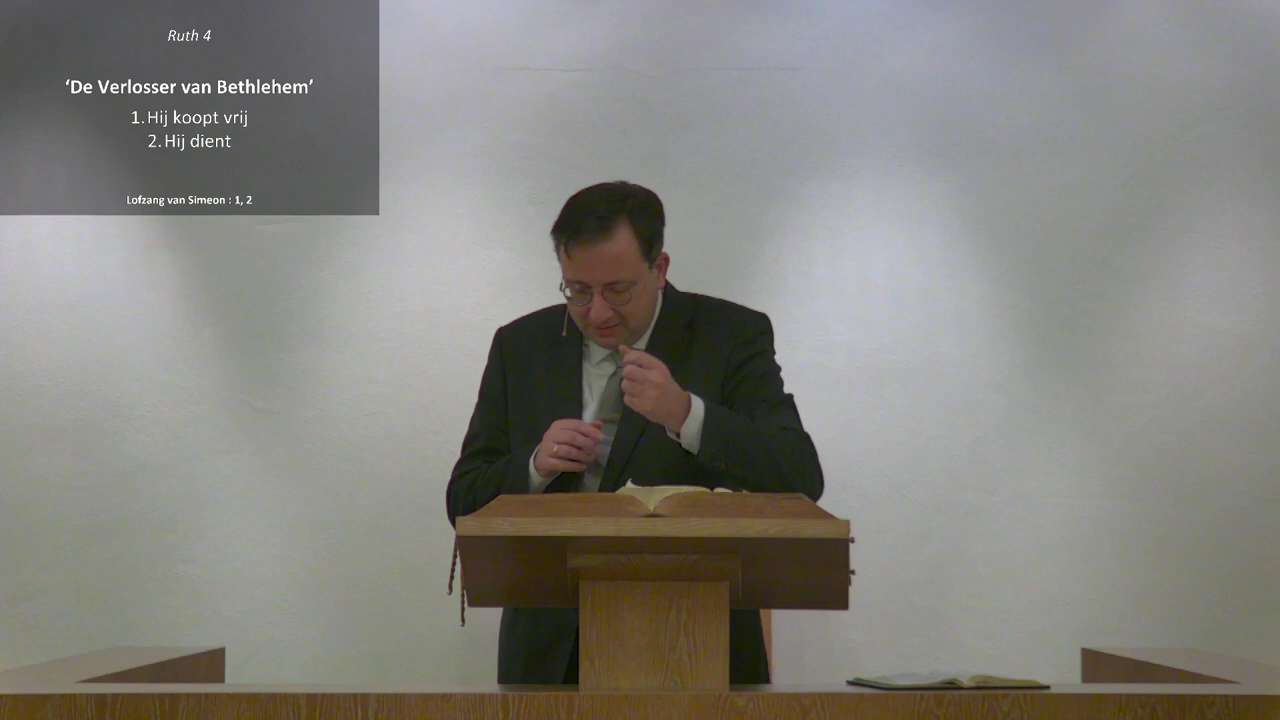 Ruth 4
‘De Verlosser van Bethlehem’
1. Hij koopt vrij
2. Hij dient
Lofzang van Simeon : 1, 2